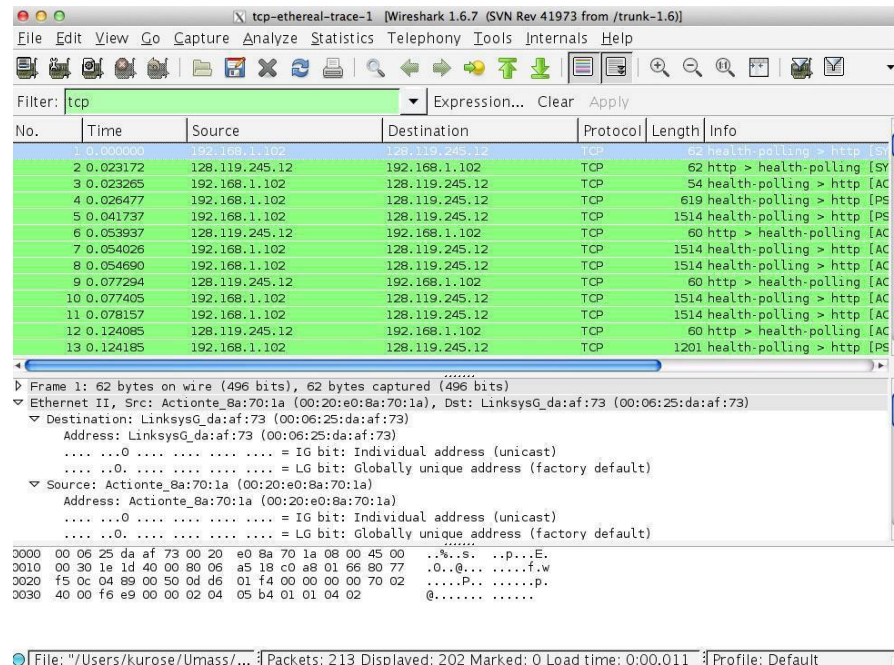 tcp-ethereal-trace-1 [Wireshark 1.6.7 (SVN Rev 41973 from /trunk-1.6)]
File Edit View Go Capture Analyze Statistics Telephony Tools Internals Help
Filter: tcp Expression... Clear Apply
No. Time Source Destination Protocol Length Info
1 0.000000 192.168.1.102 128.119.245.12 TCP 62 health-polling > http [SY
2 0.023172 128.119.245.12 192.168.1.102 TCP 62 http > health-polling [SY
3 0.023265 192.168.1.102 128.119.245.12 TCP 54 health-polling > http [AC
4 0.026477 192.168.1.102 128.119.245.12 TCP 619 health-polling > http [PS
5 0.041737 192.168.1.102 128.119.245.12 TCP 1514 health-polling > http [PS
6 0.053937 128.119.245.12 192.168.1.102 TCP 60 http > health-polling [AC
7 0.054026 192.168.1.102 128.119.245.12 TCP 1514 health-polling > http [AC
8 0.054690 192.168.1.102 128.119.245.12 TCP 1514 health-polling > http [AC
9 0.077294 128.119.245.12 192.168.1.102 TCP 60 http > health-polling [AC
10 0.077405 192.168.1.102 128.119.245.12 TCP 1514 health-polling > http [AC
11 0.078157 192.168.1.102 128.119.245.12 TCP 1514 health-polling > http [AC
12 0.124085 128.119.245.12 192.168.1.102 TCP 60 http > health-polling [AC
13 0.124185 192.168.1.102 128.119.245.12 TCP 1201 health-polling > http [PS
Frame 1: 62 bytes on wire (496 bits), 62 bytes captured (496 bits)
Ethernet II, Src: Actionte_8a:70:1a (00:20:e0:8a:70:1a), Dst: LinksysG_da:af:73 (00:06:25:da:af:73)
Destination: LinksysG_da:af:73 (00:06:25:da:af:73)
Address: LinksysG_da:af:73 (00:06:25:da:af:73)
.... ...0 .... .... .... .... = IG bit: Individual address (unicast)
.... ..0. .... .... .... .... = LG bit: Globally unique address (factory default)
Source: Actionte_8a:70:1a (00:20:e0:8a:70:1a)
Address: Actionte_8a:70:1a (00:20:e0:8a:70:1a)
.... ...0 .... .... .... .... = IG bit: Individual address (unicast)
.... ..0. .... .... .... .... = LG bit: Globally unique address (factory default)
0000 00 06 25 da af 73 00 20 e0 8a 70 1a 08 00 45 00 ..%..s. ..p...E.
0010 00 30 1e 1d 40 00 80 06 a5 18 c0 a8 01 66 80 77 .0..@... .....f.w
0020 f5 0c 04 89 00 50 0d d6 01 f4 00 00 00 00 70 02 .....P.. ......p.
0030 40 00 f6 e9 00 00 02 04 05 b4 01 01 04 02 @....... ......
File: "/Users/kurose/Umass/... Packets: 213 Displayed: 202 Marked: 0 Load time: 0:00.011 Profile: Default